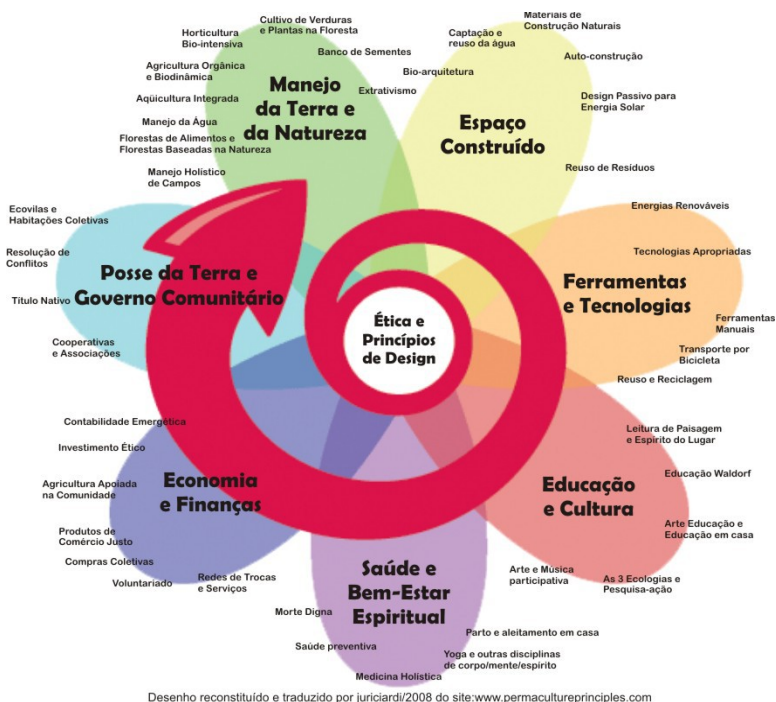 Cultivo de Verduras
e Plantas na Floresta
Horticultura
Bio-intensiva
Banco de Sementes
Agricultura Orgânica
e Biodinâmica
Extrativismo
Aqüicultura Integrada
Manejo da Água
Florestas de Alimentos e
Florestas Baseadas na Natureza
Manejo Holístico
de Campos
Manejo
da Terra e
da Natureza
Materiais de
Construção Naturais
Captação e
reuso da água
Auto-construção
Bio-arquitetura
Design Passivo para
Energia Solar
Reuso de Resíduos
Espaço
Construído
Energias Renováveis
Tecnologias Apropriadas
Ferramentas
Manuais
Transporte por
Bicicleta
Reuso e Reciclagem
Ferramentas
e Tecnologias
Leitura de Paisagem
e Espírito do Lugar
Educação Waldorf
Arte Educação e
Educação em casa
As 3 Ecologias e
Pesquisa-ação
Arte e Música
participativa
Educação
e Cultura
Saúde e
Bem-Estar
Espiritual
Morte Digna
Saúde preventiva
Medicina Holística
Parto e aleitamento em casa
Yoga e outras disciplinas
de corpo/mente/espírito
Economia
e Finanças
Contabilidade Emergética
Investimento Ético
Agricultura Apoiada
na Comunidade
Produtos de
Comércio Justo
Compras Coletivas
Voluntariado
Redes de Trocas
e Serviços
Posse da Terra e
Governo Comunitário
Ecovilas e
Habitações Coletivas
Resolução de
Conflitos
Título Nativo
Cooperativas
e Associações
Ética e
Princípios
de Design
Desenho reconstituído e traduzido por juriciardi/2008 do site:www.permacultureprinciples.com